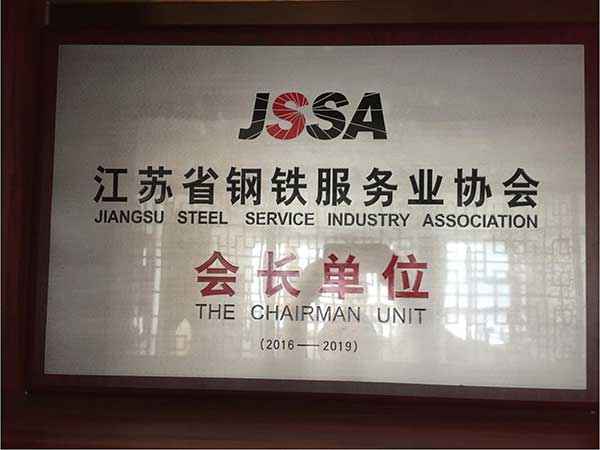 JSSA
江苏省钢铁服务业协会
JIANGSU STEEL SERVICE INDUSTRY ASSOCIATION
会长单位
THE CHAIRMAN UNIT
(2016——2019)